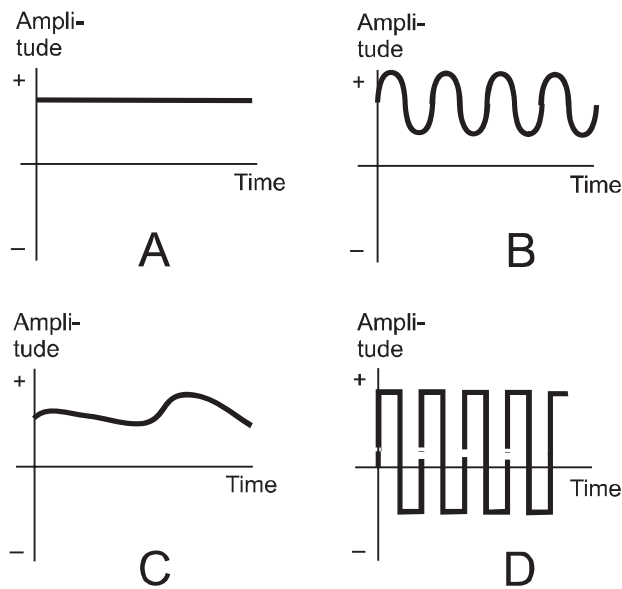 Ampli-
tude
+
Time
–
A
Ampli-
tude
+
Time
–
B
Ampli-
tude
+
Time
–
C
Ampli-
tude
+
Time
–
D